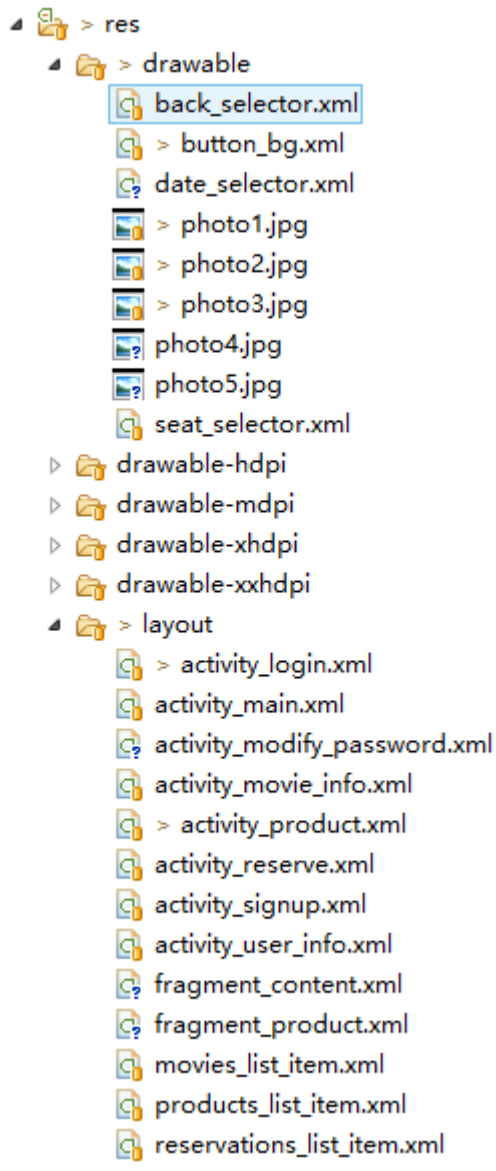 > res
> drawable
back_selector.xml
> button_bg.xml
date_selector.xml
> photo1.jpg
> photo2.jpg
> photo3.jpg
photo4.jpg
photo5.jpg
seat_selector.xml
drawable-hdpi
drawable-mdpi
drawable-xhdpi
drawable-xxhdpi
> layout
> activity_login.xml
activity_main.xml
activity_modify_password.xml
activity_movie_info.xml
> activity_product.xml
activity_reserve.xml
activity_signup.xml
activity_user_info.xml
fragment_content.xml
fragment_product.xml
movies_list_item.xml
products_list_item.xml
reservations_list_item.xml